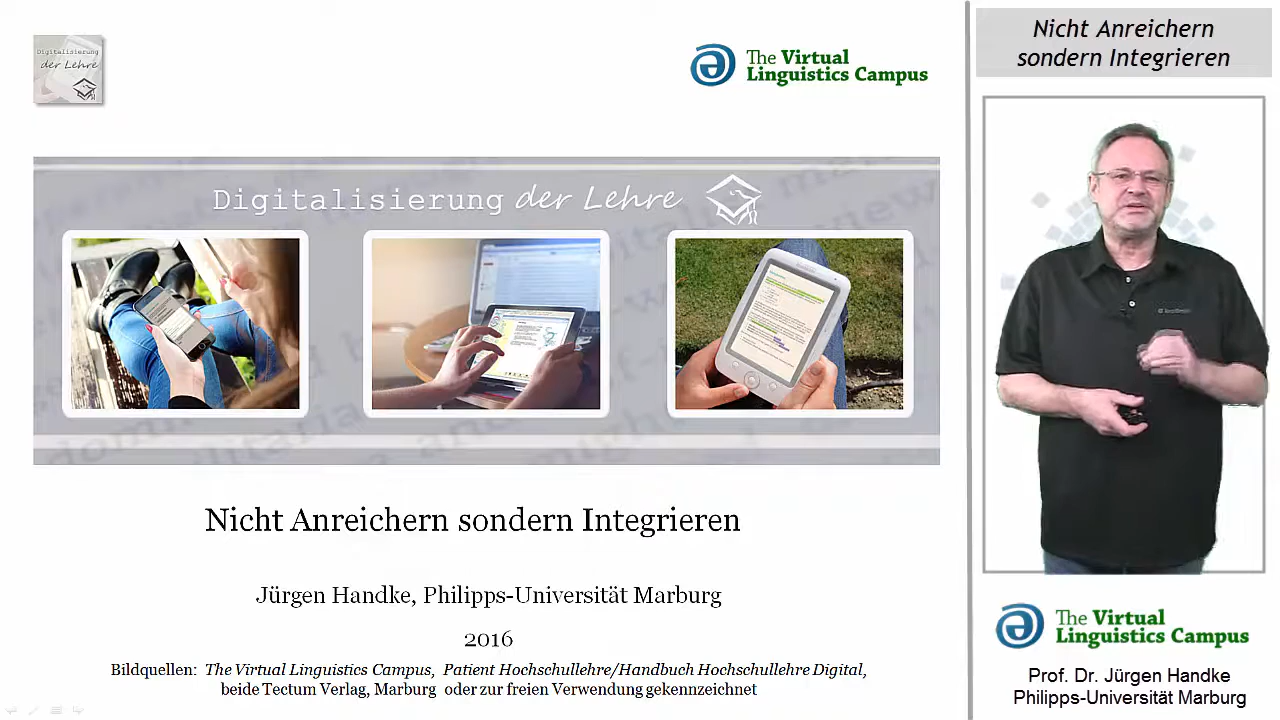 Digitalisierung
der Lehre
The Virtual
Linguistics Campus
Digitalisierung der Lehre
Nicht Anreichern sondern Integrieren
Jürgen Handke, Philipps-Universität Marburg
2016
Bildquellen: The Virtual Linguistics Campus, Patient Hochschullehre/Handbuch Hochschullehre Digital,
beide Tectum Verlag, Marburg oder zur freien Verwendung gekennzeichnet
Nicht Anreichern
sondern Integrieren
The Virtual
Linguistics Campus
Prof. Dr. Jürgen Handke
Philipps-Universität Marburg